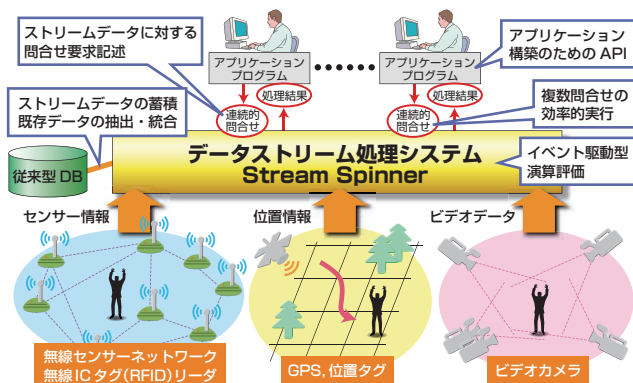 ストリームデータに対する
問合せ要求記述
アプリケーション
プログラム
••••••
アプリケーション
プログラム
アプリケーション
構築のための API
ストリームデータの蓄積
既存データの抽出・統合
連続的
問合せ
処理結果
連続的
問合せ
処理結果
複数問合せの
効率的実行
従来型 DB
データストリーム処理システム
Stream Spinner
イベント駆動型
演算評価
センサー情報
位置情報
ビデオデータ
無線センサーネットワーク
無線 IC タグ(RFID)リーダ
GPS, 位置タグ
ビデオカメラ